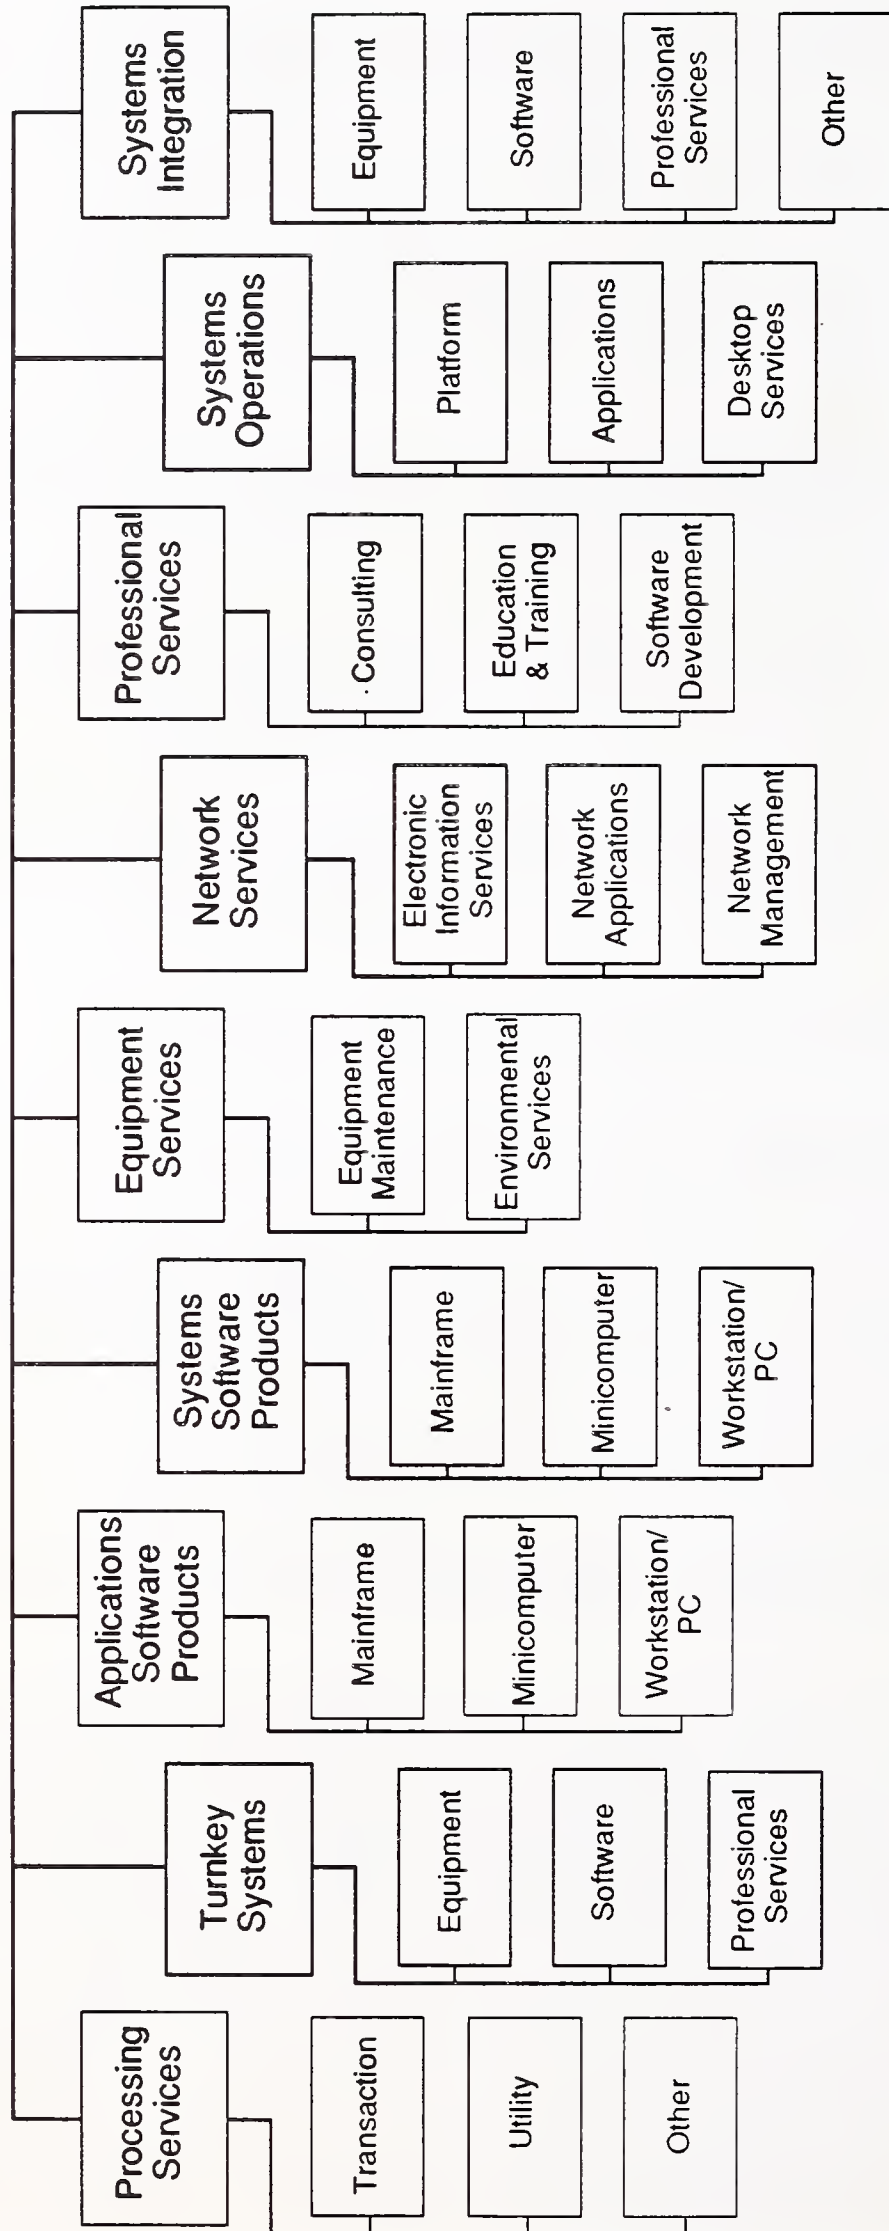 Processing
Services
Transaction
Utility
Other
Turnkey
Systems
Equipment
Software
Professional
Services
Applications
Software
Products
Mainframe
Minicomputer
Workstation/
PC
Systems
Software
Products
Mainframe
Minicomputer
Workstation/
PC
Equipment
Services
Equipment
Maintenance
Environmental
Services
Network
Services
Electronic
Information
Services
Network
Applications
Network
Management
Professional
Services
Consulting
Education
& Training
Software
Development
Systems
Operations
Platform
Applications
Desktop
Services
Systems
Integration
Equipment
Software
Professional
Services
Other